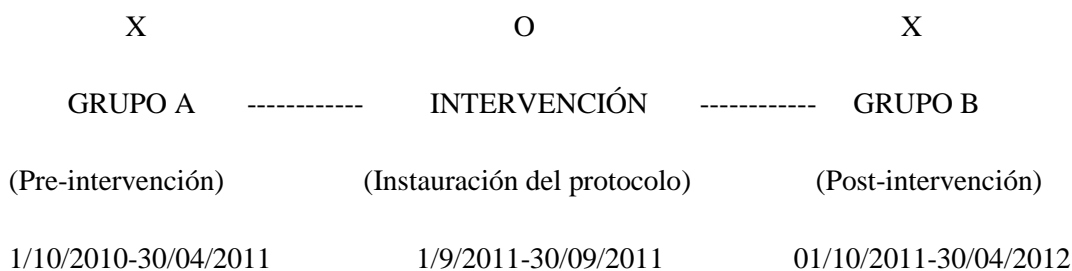 X O X
GRUPO A ------------ INTERVENCIÓN ------------ GRUPO B
(Pre-intervención) (Instauración del protocolo) (Post-intervención)
1/10/2010-30/04/2011 1/9/2011-30/09/2011 01/10/2011-30/04/2012